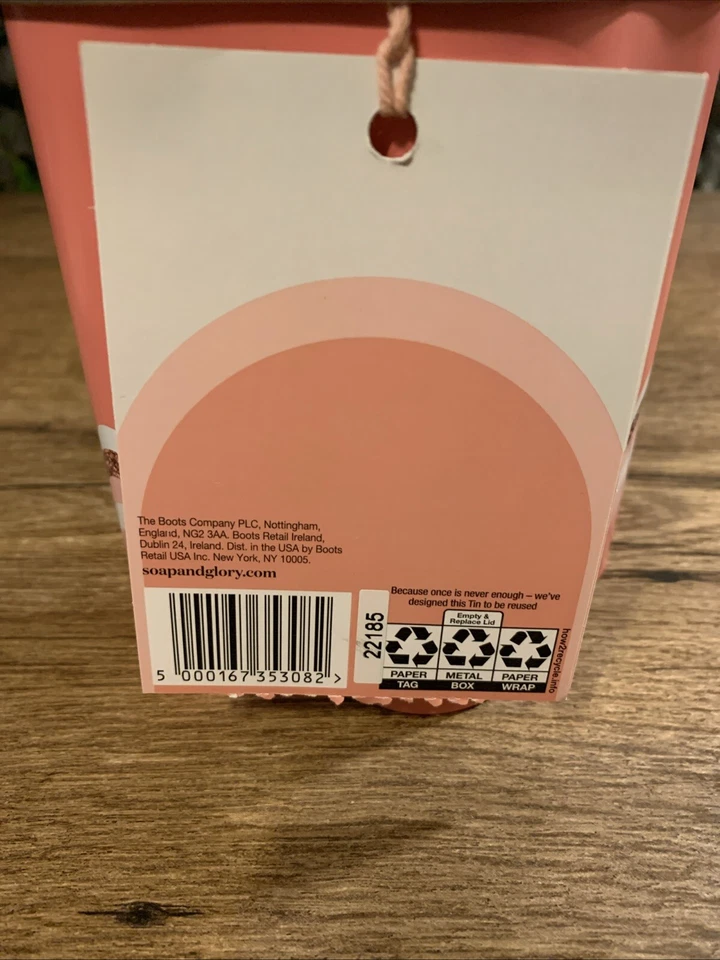 The Boots Company PLC, Nottingham,
England, NG2 3AA. Boots Retail Ireland,
Dublin 24, Ireland. Dist. in the USA by Boots
Retail USA Inc. New York, NY 10005.
soapandglory.com
5 000167 353082 >
22185
Because once is never enough – we've
designed this Tin to be reused
Empty &
Replace Lid
PAPER
TAG
METAL
BOX
PAPER
WRAP
how2recycle.info